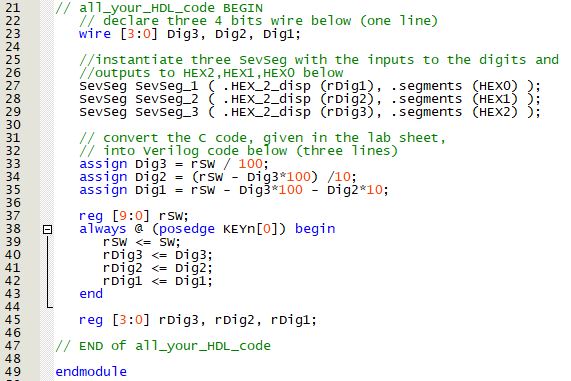 21 // all_your_HDL_code BEGIN
22 // declare three 4 bits wire below (one line)
23 wire [3:0] Dig3, Dig2, Dig1;
24
25 //instantiate three SevSeg with the inputs to the digits and
26 //outputs to HEX2,HEX1,HEX0 below
27 SevSeg SevSeg_1 ( .HEX_2_disp (rDig1), .segments (HEX0) );
28 SevSeg SevSeg_2 ( .HEX_2_disp (rDig2), .segments (HEX1) );
29 SevSeg SevSeg_3 ( .HEX_2_disp (rDig3), .segments (HEX2) );
30
31 // convert the C code, given in the lab sheet,
32 // into Verilog code below (three lines)
33 assign Dig3 = rSW / 100;
34 assign Dig2 = (rSW - Dig3*100) /10;
35 assign Dig1 = rSW - Dig3*100 - Dig2*10;
36
37 reg [9:0] rSW;
38 always @ (posedge KEYn[0]) begin
39 rSW <= SW;
40 rDig3 <= Dig3;
41 rDig2 <= Dig2;
42 rDig1 <= Dig1;
43 end
44
45 reg [3:0] rDig3, rDig2, rDig1;
46
47 // END of all_your_HDL_code
48
49 endmodule